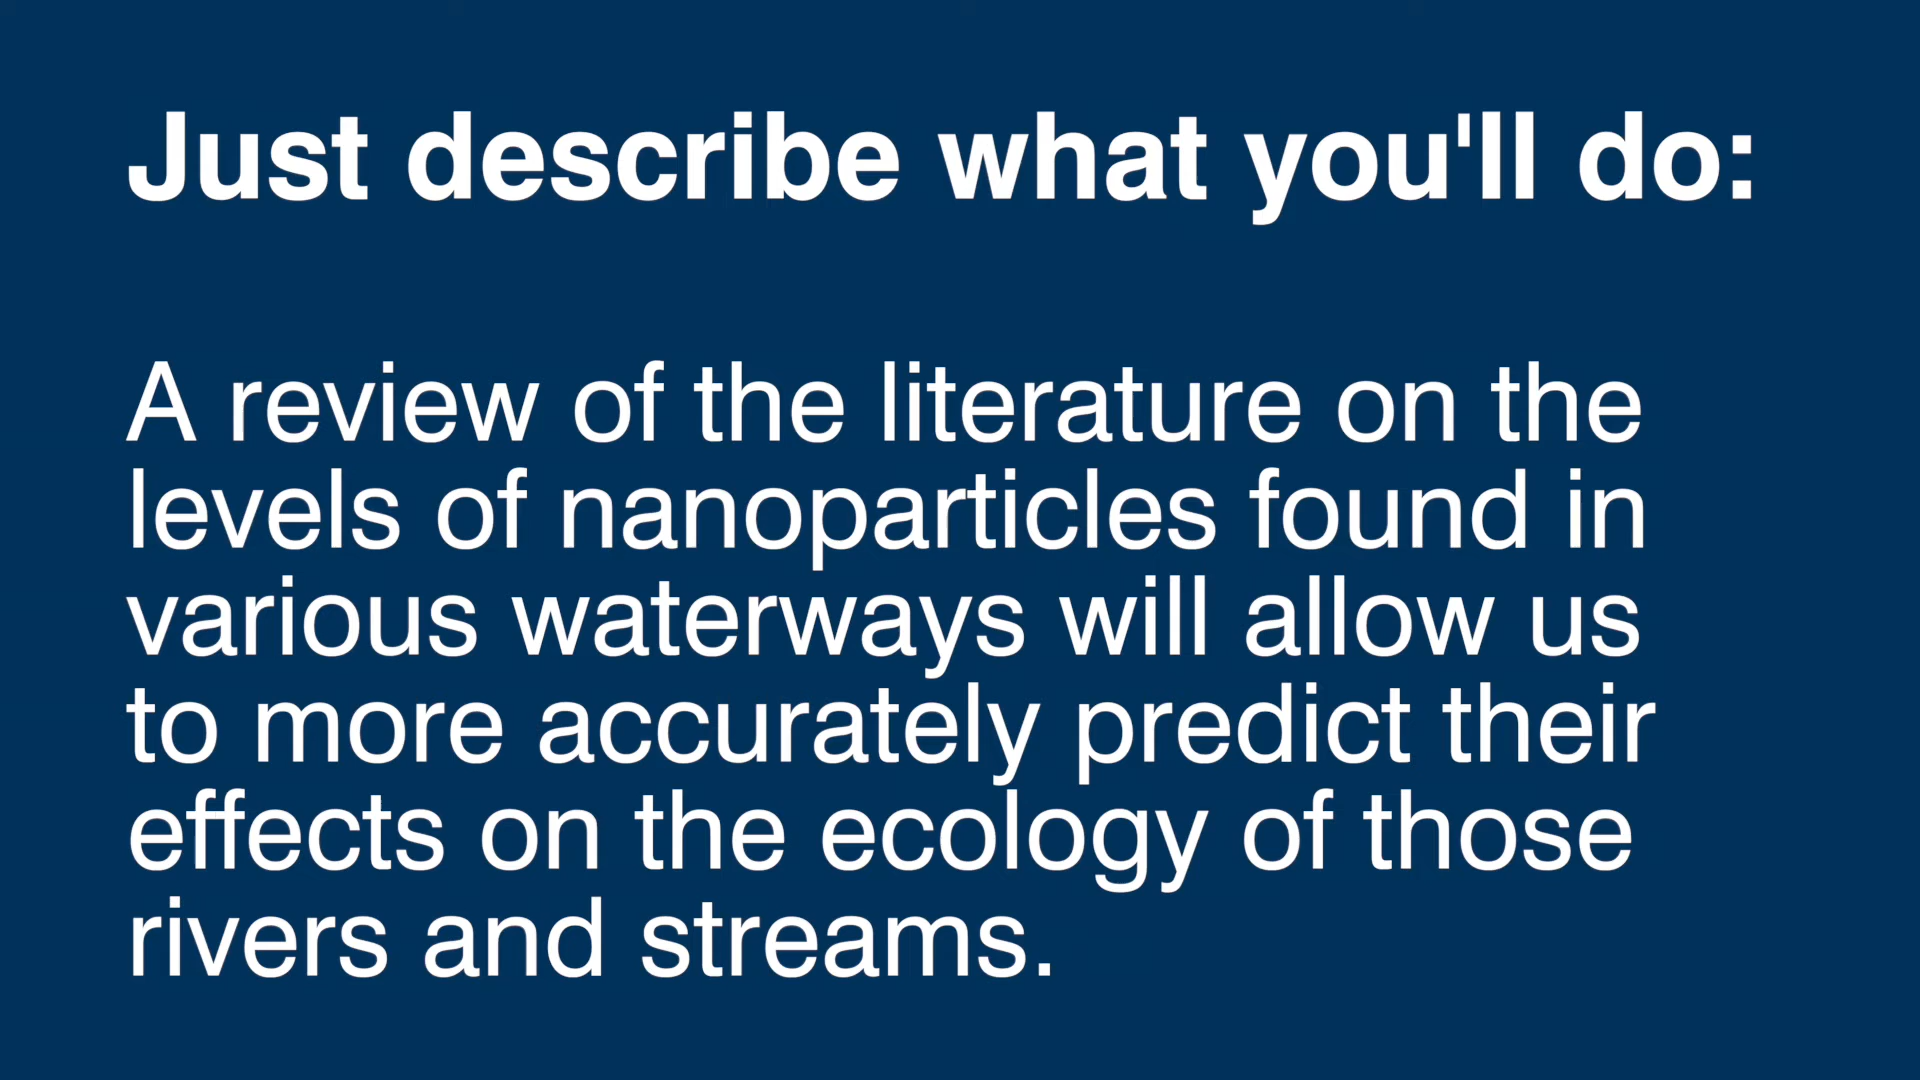 Just describe what you'll do:
A review of the literature on the
levels of nanoparticles found in
various waterways will allow us
to more accurately predict their
effects on the ecology of those
rivers and streams.